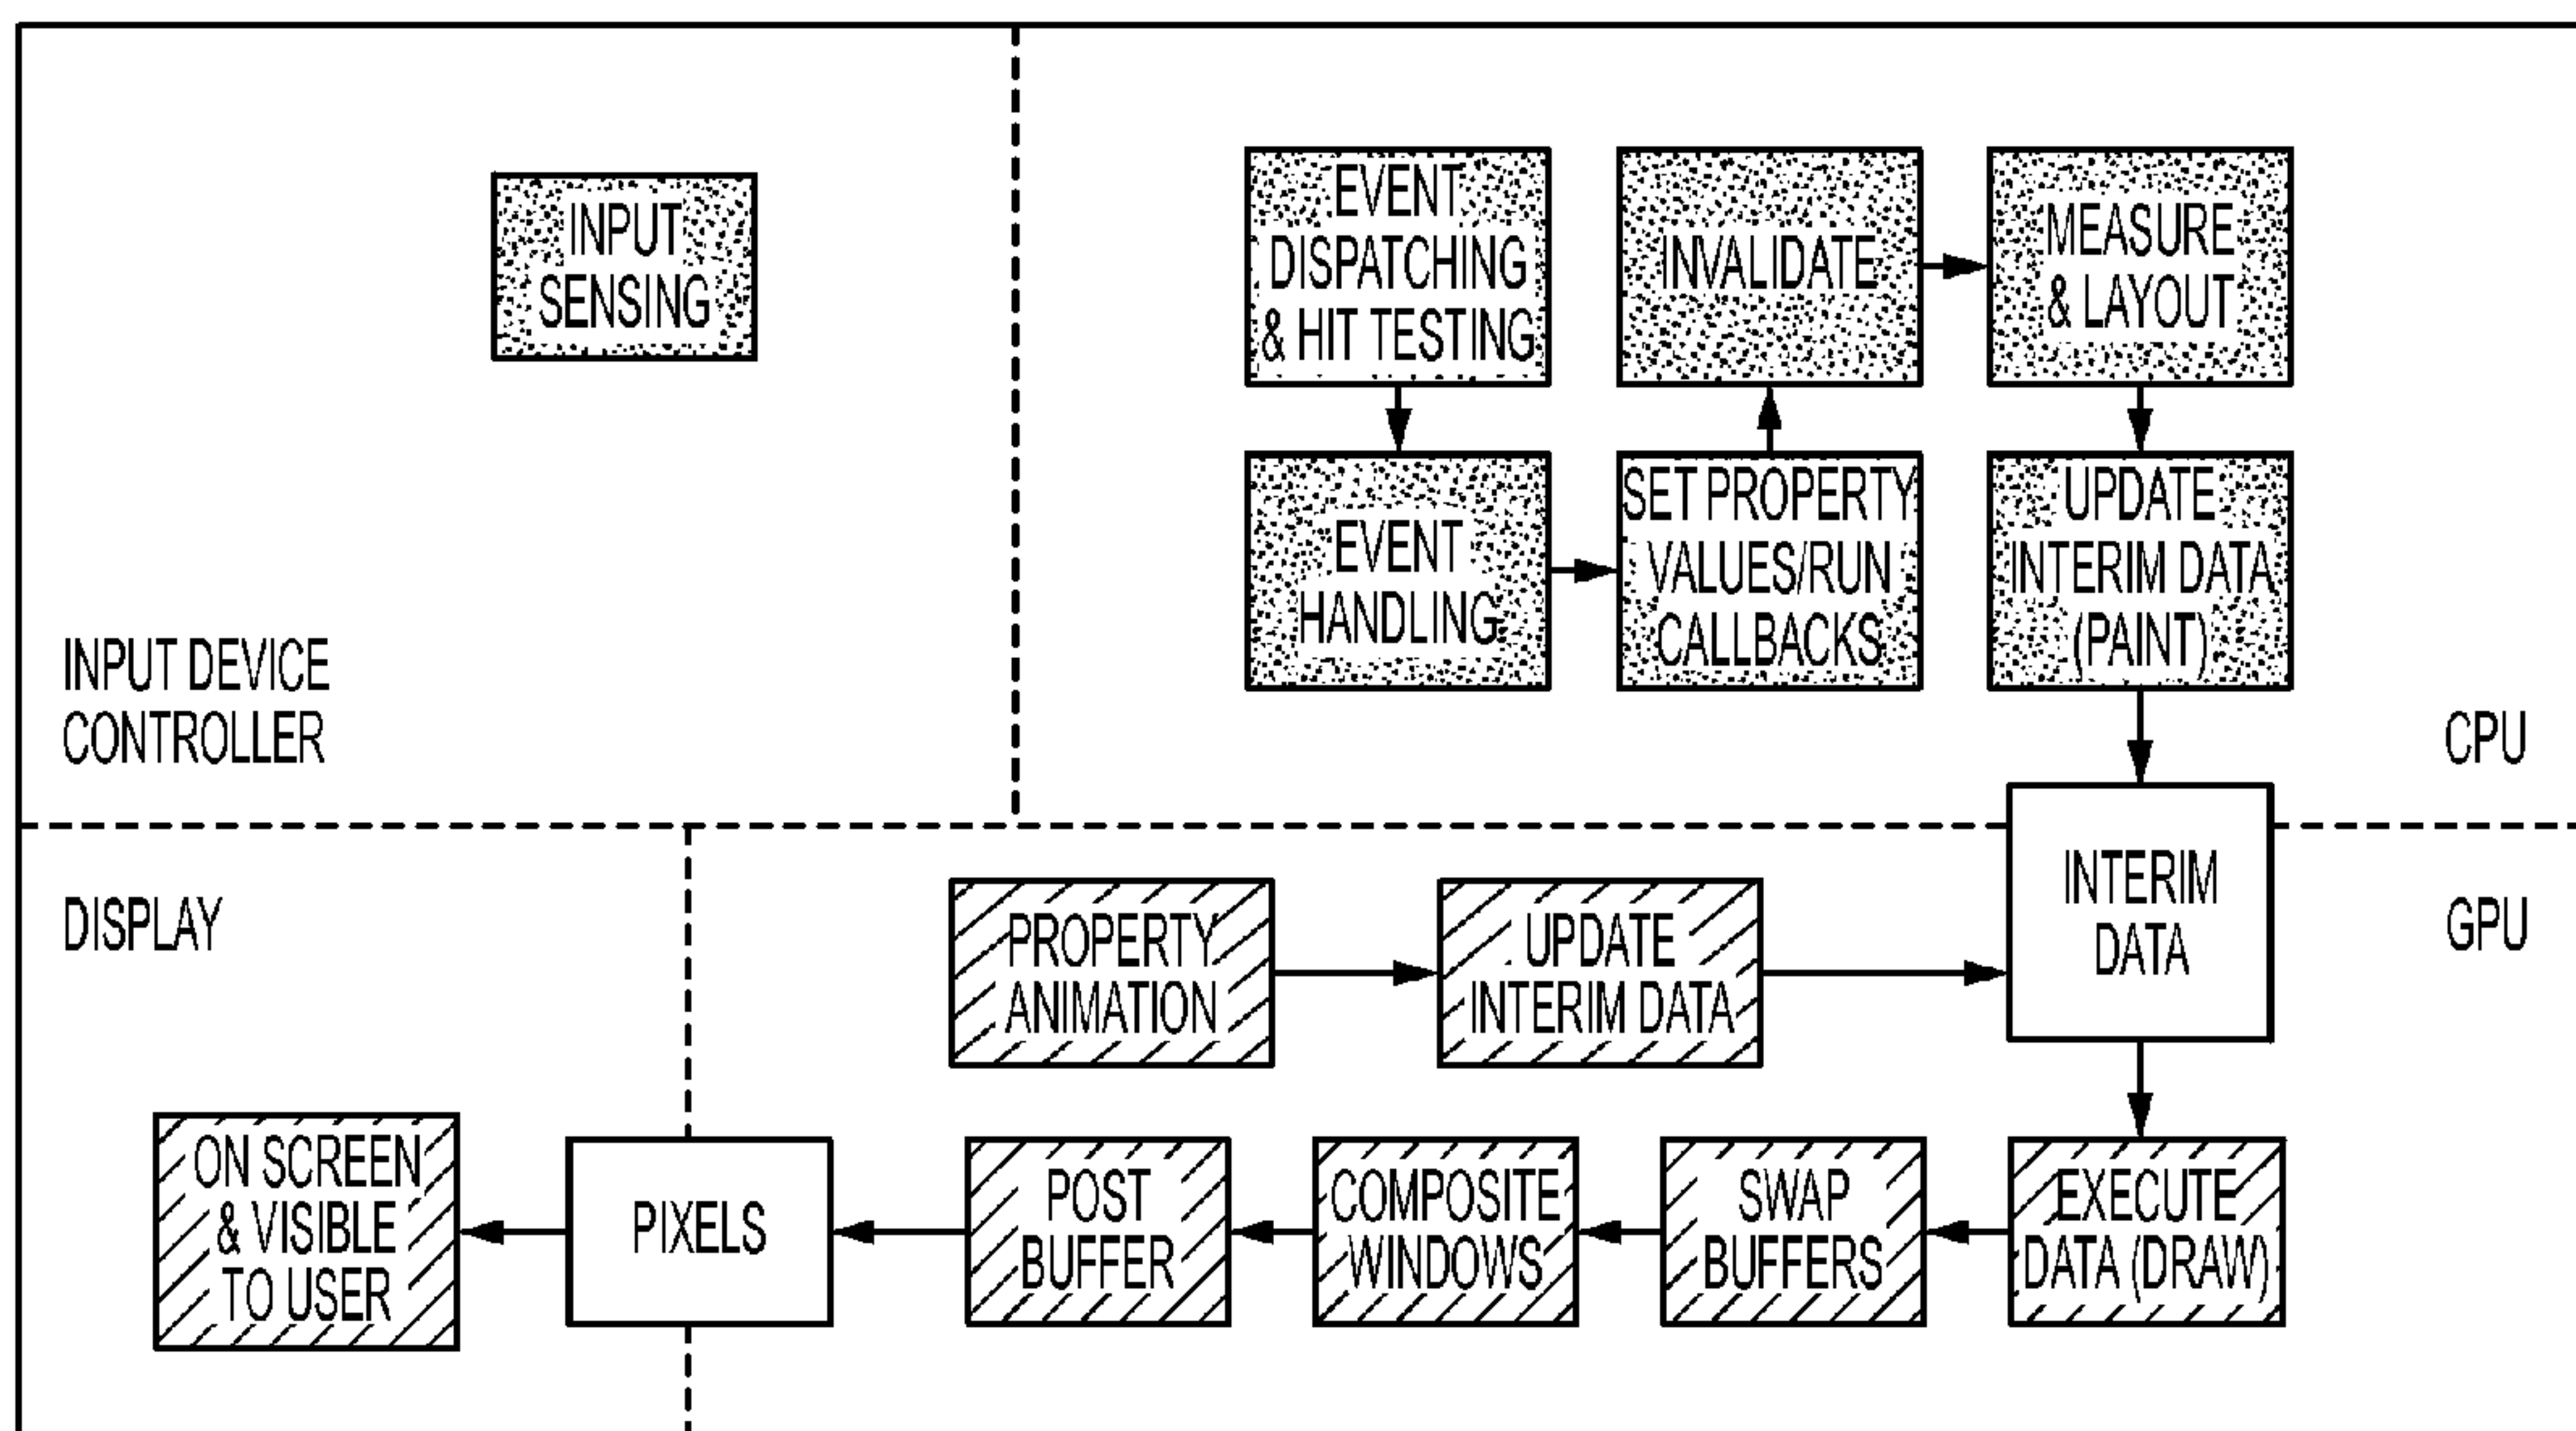 INPUT
SENSING
INPUT DEVICE
CONTROLLER
EVENT
DISPATCHING
& HIT TESTING
INVALIDATE
MEASURE
& LAYOUT
EVENT
HANDLING
SET PROPERTY
VALUES/RUN
CALLBACKS
UPDATE
INTERIM DATA
(PAINT)
CPU
DISPLAY
PROPERTY
ANIMATION
UPDATE
INTERIM DATA
INTERIM
DATA
GPU
ON SCREEN
& VISIBLE
TO USER
PIXELS
POST
BUFFER
COMPOSITE
WINDOWS
SWAP
BUFFERS
EXECUTE
DATA (DRAW)